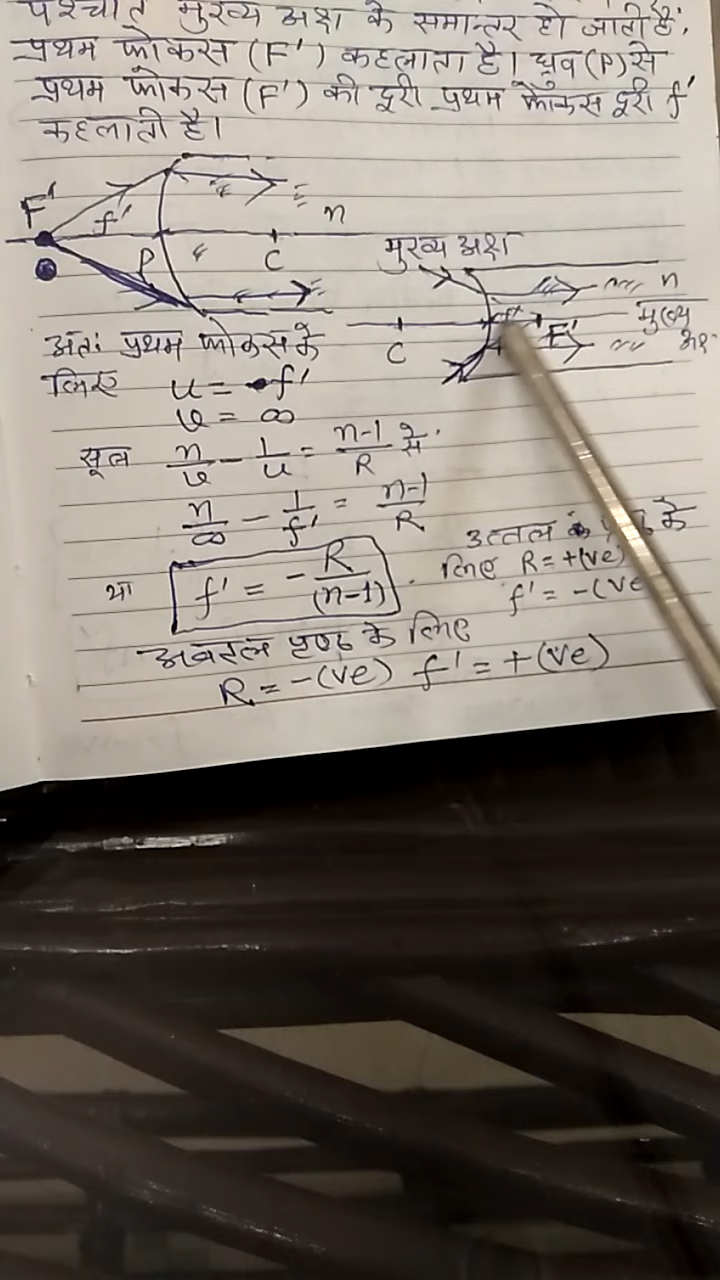 पश्चात् मुख्य अक्ष के समान्तर हो जाती हैं,
प्रथम फोकस (F') कहलाता है। ध्रुव (P) से
प्रथम फोकस (F') की दूरी प्रथम फोकस दूरी f'
कहलाती है।
F' f' P C n
मुख्य अक्ष
C f' F' n मुख्य अक्ष
अतः प्रथम फोकस के
लिए u = f'
v = ∞
सूत्र n/v - 1/u = n-1/R से
n/∞ - 1/f' = n-1/R
या f' = - R/(n-1)
उत्तल के
लिए R = +(ve)
f' = -(ve
अवतल पृष्ठ के लिए
R = -(ve) f' = +(ve)